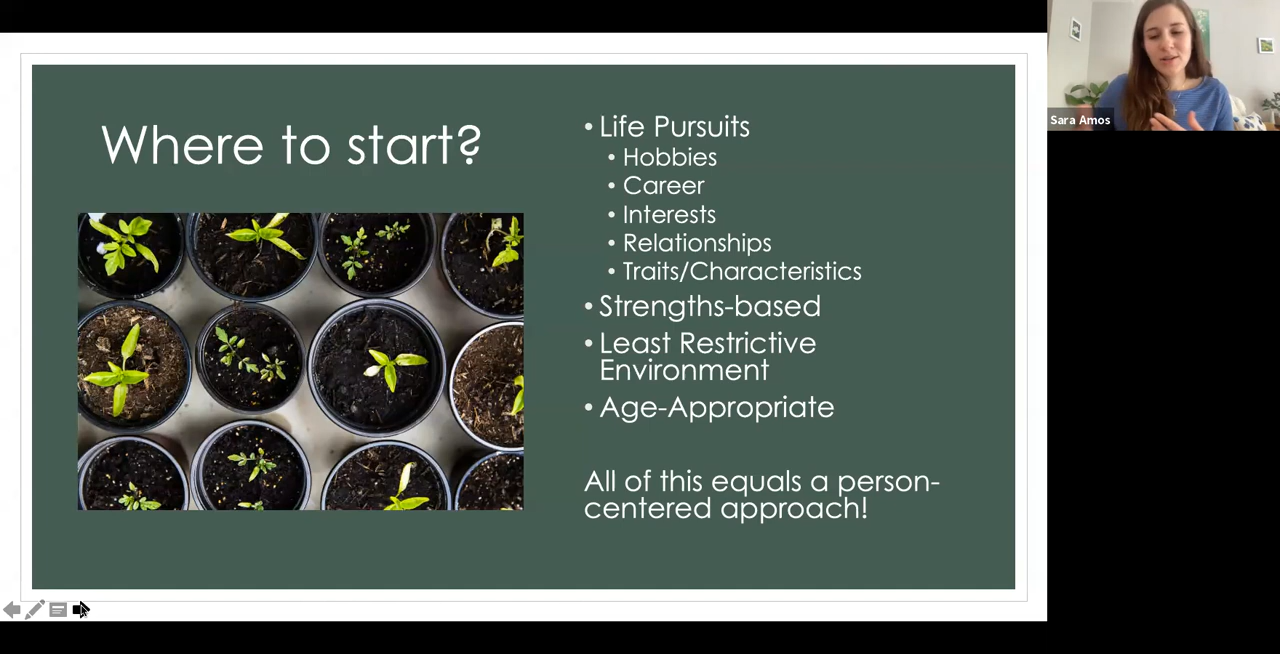 Where to start?
• Life Pursuits
• Hobbies
• Career
• Interests
• Relationships
• Traits/Characteristics
• Strengths-based
• Least Restrictive
Environment
• Age-Appropriate
All of this equals a person-
centered approach!
Sara Amos